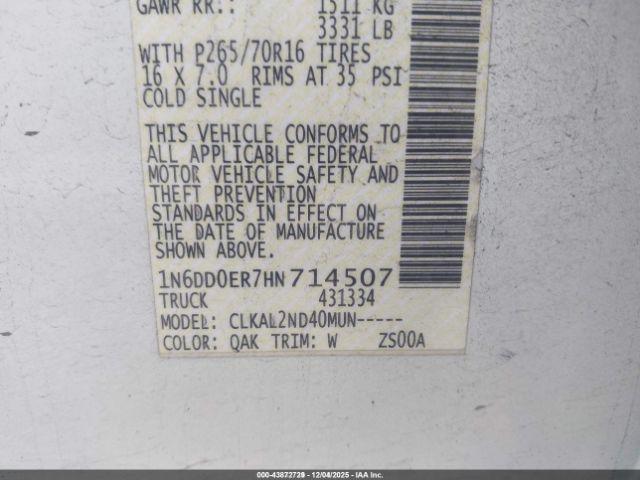 GAWR RR.: 1511 KG
3331 LB
WITH P265/70R16 TIRES
16 X 7.0 RIMS AT 35 PSI
COLD SINGLE
THIS VEHICLE CONFORMS TO
ALL APPLICABLE FEDERAL
MOTOR VEHICLE SAFETY AND
THEFT PREVENTION
STANDARDS IN EFFECT ON
THE DATE OF MANUFACTURE
SHOWN ABOVE.
1N6DD0ER7HN714507
TRUCK 431334
MODEL: CLKAL2ND40MUN-----
COLOR: QAK TRIM: W ZS00A
000-43872729 - 12/04/2025 - IAA Inc.